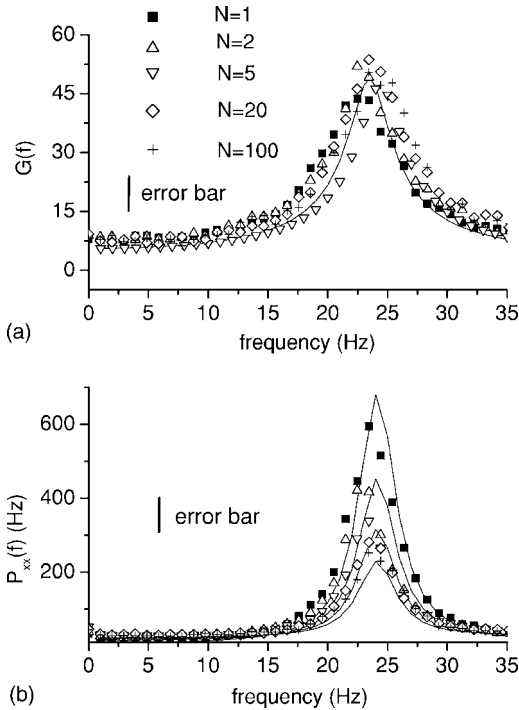 N=1
N=2
N=5
N=20
N=100
60
45
30
15
0
G(f)
error bar
0 5 10 15 20 25 30 35
(a)
frequency (Hz)
600
400
200
P_xx(f) (Hz)
error bar
0 5 10 15 20 25 30 35
(b)
frequency (Hz)